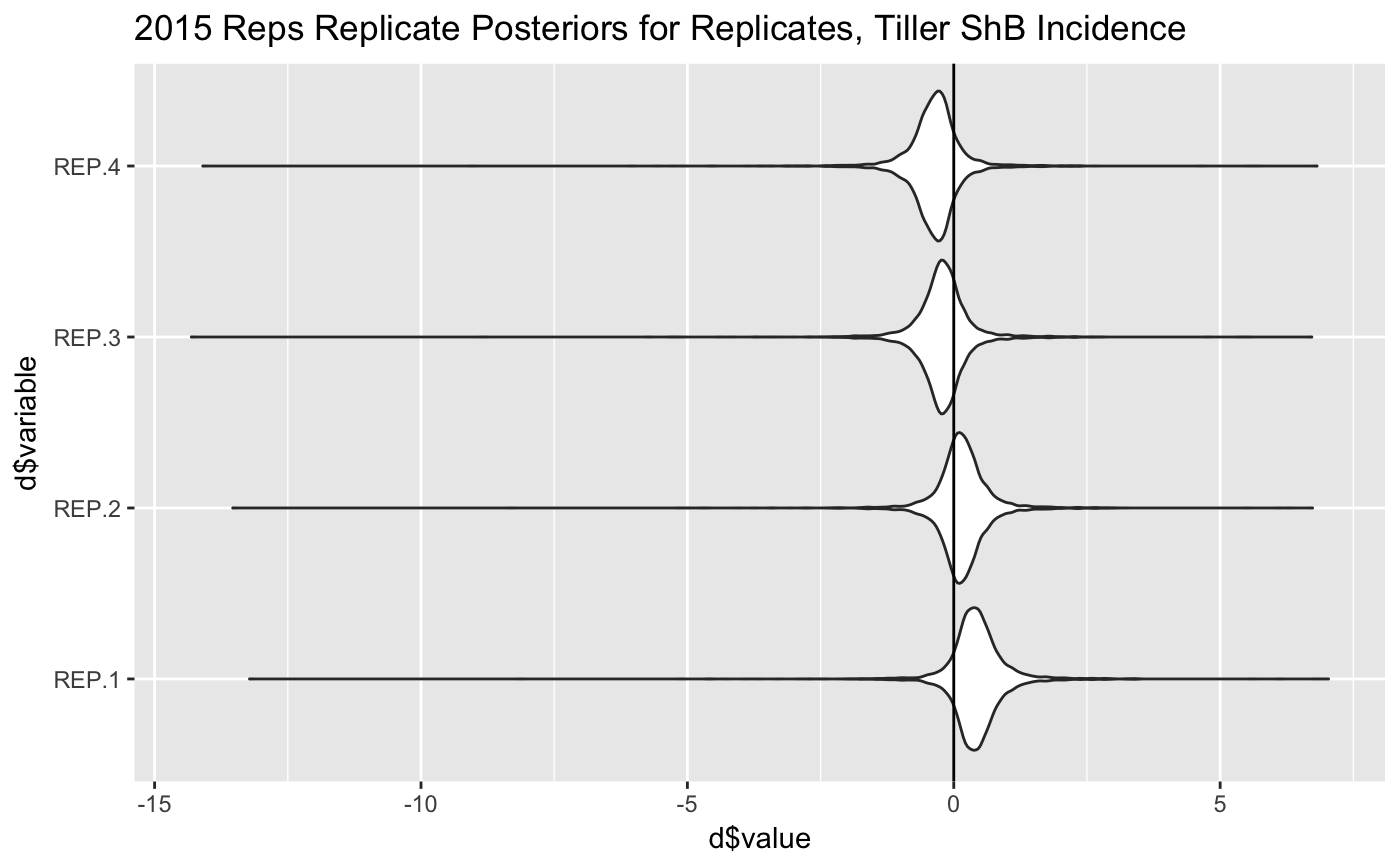 2015 Reps Replicate Posteriors for Replicates, Tiller ShB Incidence
d$variable
REP.4
REP.3
REP.2
REP.1
-15 -10 -5 0 5
d$value